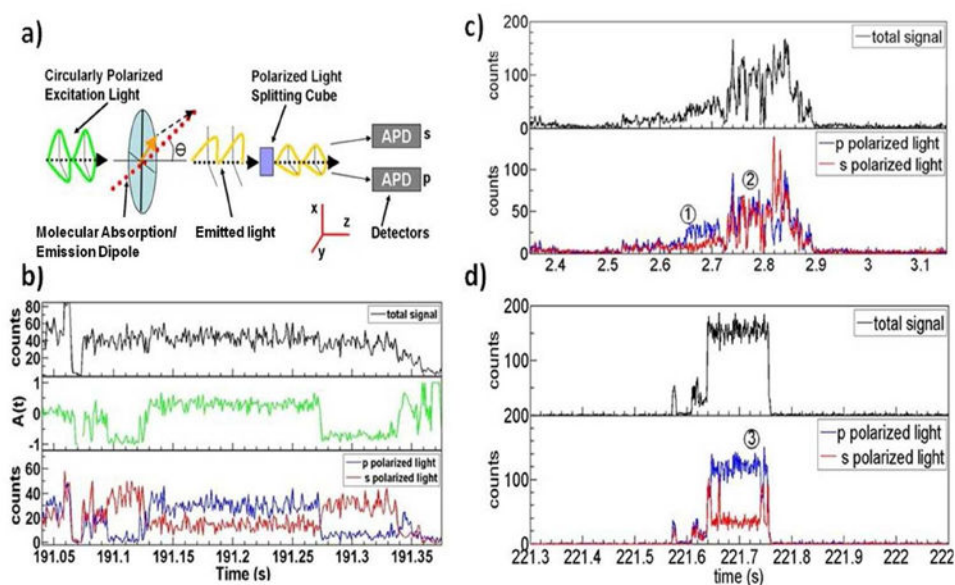 a)
Circularly Polarized
Excitation Light
Polarized Light
Splitting Cube
APD s
Θ
APD p
Molecular Absorption/
Emission Dipole
Emitted light
x
z
y
Detectors
b)
80
60
40
20
0
counts
total signal
1
0
-1
A(t)
60
40
20
0
counts
p polarized light
s polarized light
191.05 191.1 191.15 191.2 191.25 191.3 191.35
Time (s)
c)
200
100
0
counts
total signal
150
100
50
0
counts
p polarized light
s polarized light
1
2
2.4 2.5 2.6 2.7 2.8 2.9 3 3.1
d)
200
100
counts
total signal
200
100
0
counts
p polarized light
s polarized light
3
221.3 221.4 221.5 221.6 221.7 221.8 221.9 222 222.
time (s)